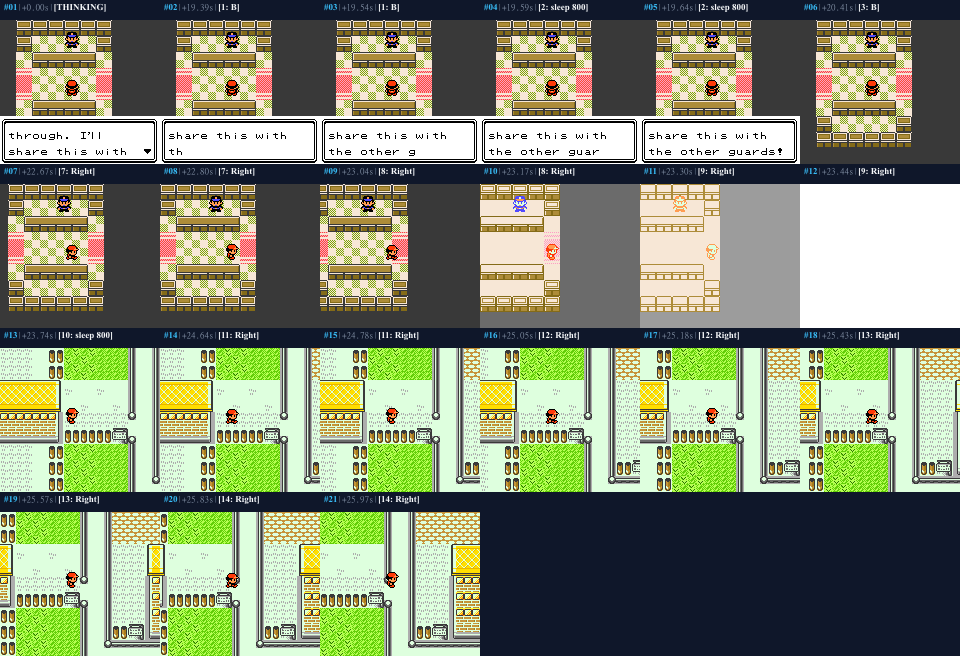 #01 | +0.00s | [THINKING]
#02 | +19.39s | [1: B]
#03 | +19.54s | [1: B]
#04 | +19.59s | [2: sleep 800]
#05 | +19.64s | [2: sleep 800]
#06 | +20.41s | [3: B]
through. I'll
share this with
share this with
th
share this with
the other g
share this with
the other guar
share this with
the other guards!
#07 | +22.67s | [7: Right]
#08 | +22.80s | [7: Right]
#09 | +23.04s | [8: Right]
#10 | +23.17s | [8: Right]
#11 | +23.30s | [9: Right]
#12 | +23.44s | [9: Right]
#13 | +23.74s | [10: sleep 800]
#14 | +24.64s | [11: Right]
#15 | +24.78s | [11: Right]
#16 | +25.05s | [12: Right]
#17 | +25.18s | [12: Right]
#18 | +25.43s | [13: Right]
#19 | +25.57s | [13: Right]
#20 | +25.83s | [14: Right]
#21 | +25.97s | [14: Right]